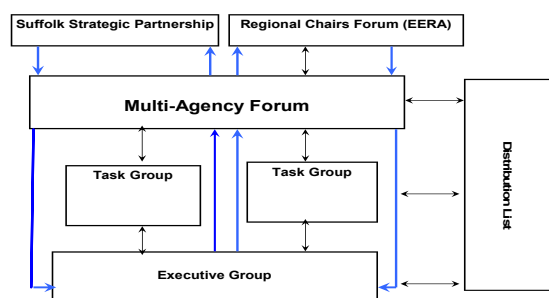 Suffolk Strategic Partnership
Regional Chairs Forum (EERA)
Multi-Agency Forum
Task Group
Task Group
Executive Group
Distribution List